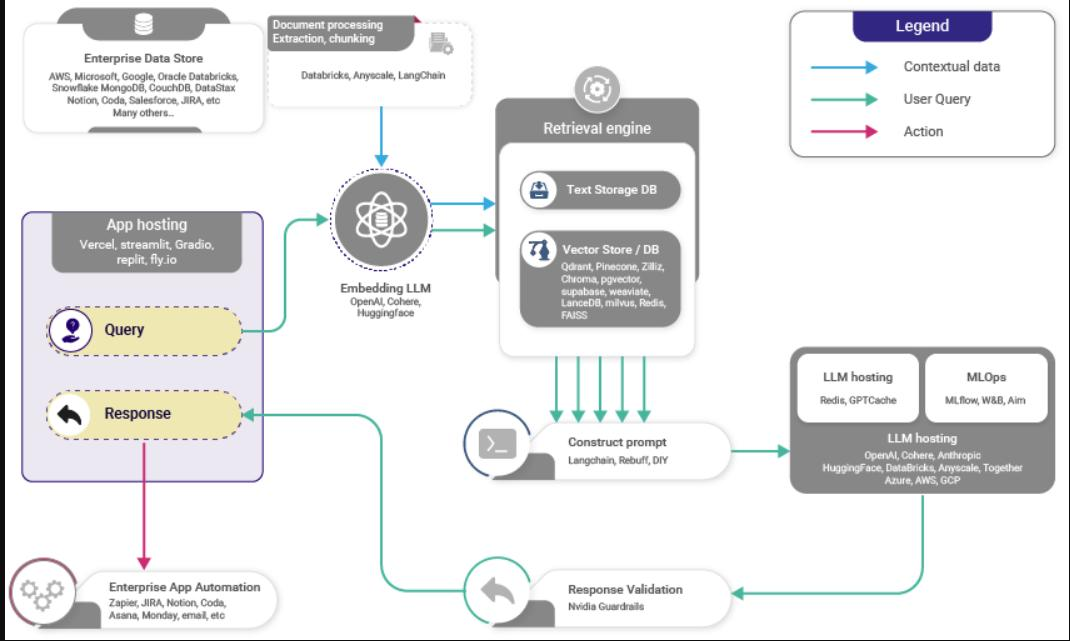 Enterprise Data Store
AWS, Microsoft, Google, Oracle Databricks,
Snowflake MongoDB, CouchDB, DataStax
Notion, Coda, Salesforce, JIRA, etc
Many others...
Document processing
Extraction, chunking
Databricks, Anyscale, LangChain
Legend
Contextual data
User Query
Action
Retrieval engine
Text Storage DB
Vector Store / DB
Qdrant, Pinecone, Zilliz,
Chroma, pgvector,
supabase, weaviate,
LanceDB, milvus, Redis,
FAISS
Embedding LLM
OpenAI, Cohere,
Huggingface
App hosting
Vercel, streamlit, Gradio,
replit, fly.io
Query
Response
Construct prompt
Langchain, Rebuff, DIY
LLM hosting
Redis, GPTCache
MLOps
MLflow, W&B, Aim
LLM hosting
OpenAI, Cohere, Anthropic
HuggingFace, DataBricks, Anyscale, Together
Azure, AWS, GCP
Response Validation
Nvidia Guardrails
Enterprise App Automation
Zapier, JIRA, Notion, Coda,
Asana, Monday, email, etc